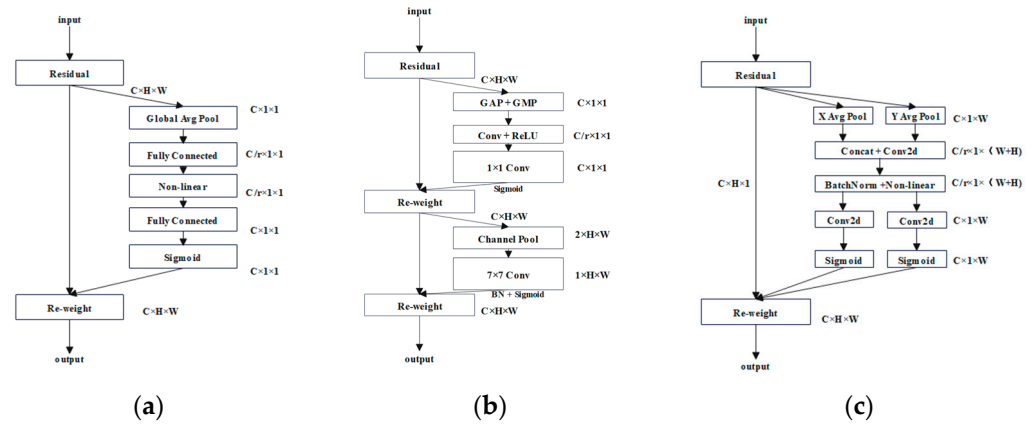 input
Residual
C×H×W
Global Avg Pool
C×1×1
Fully Connected
C/r×1×1
Non-linear
C/r×1×1
Fully Connected
C×1×1
Sigmoid
C×1×1
Re-weight
C×H×W
output
(a)
input
Residual
C×H×W
GAP + GMP
C×1×1
Conv + ReLU
C/r×1×1
1×1 Conv
C×1×1
Sigmoid
Re-weight
C×H×W
Channel Pool
2×H×W
7×7 Conv
1×H×W
BN + Sigmoid
Re-weight
C×H×W
output
(b)
input
Residual
X Avg Pool
Y Avg Pool
C×1×W
Concat + Conv2d
C/r×1×（W+H)
C×H×1
BatchNorm +Non-linear
C/r×1×（W+H)
Conv2d
Conv2d
C×1×W
Sigmoid
Sigmoid
C×1×W
Re-weight
C×H×W
output
(c)